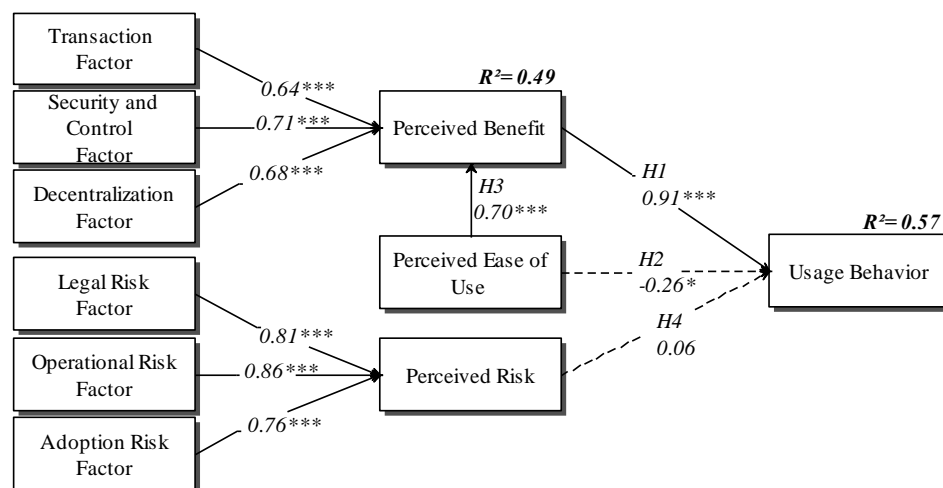 Transaction
Factor
0.64***
Security and
Control
Factor
0.71***
Decentralization
Factor
0.68***
R²= 0.49
Perceived Benefit
H1
0.91***
H3
0.70***
R²= 0.57
Usage Behavior
Perceived Ease of
Use
H2
-0.26*
H4
0.06
Legal Risk
Factor
0.81***
Operational Risk
Factor
0.86***
Perceived Risk
Adoption Risk
Factor
0.76***